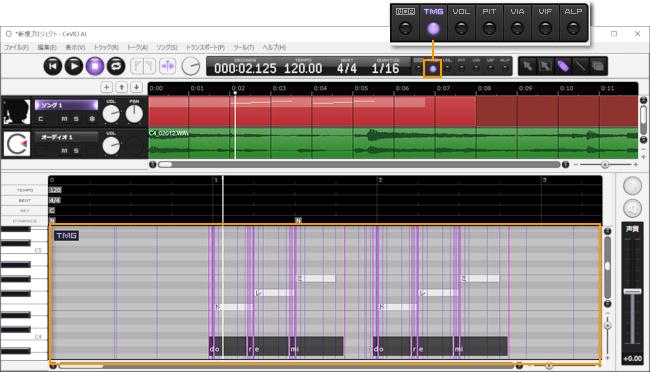 TMG VOL PIT VIA VIF ALP
*新規プロジェクト - CeVIO AI
ファイル(F) 編集(E) 表示(V) トラック(R) トーク(A) ソング(S) トランスポート(P) ツール(T) ヘルプ(H)
SECONDS TEMPO BEAT QUANTIZE
000:02.125 120.00 4/4 1/16
VOL PIT VIA VIF ALP
0:01 0:02 0:03 0:04 0:05 0:06 0:07 0:08 0:09 0:10 0:11
ソング 1
VOL PAN
C M S
オーディオ 1
VOL
M S
C4_02012.WAV
0 1 2 3
TEMPO 120
BEAT 4/4
KEY C
DYNAMICS N N
TMG
C5
C4
ド レ ミ ド レ ミ
do re mi do re mi
声質
+0.00